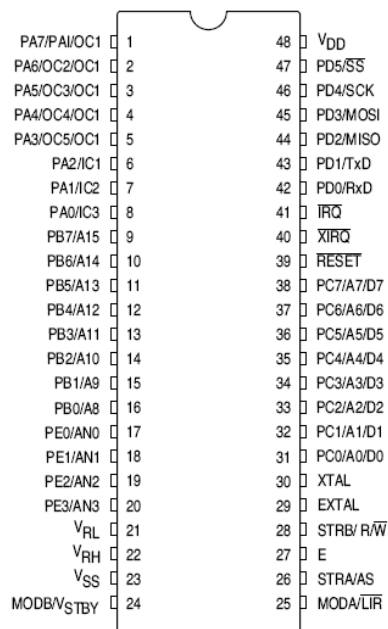 PA7/PAI/OC1 1 48 VDD
PA6/OC2/OC1 2 47 PD5/S̅S̅
PA5/OC3/OC1 3 46 PD4/SCK
PA4/OC4/OC1 4 45 PD3/MOSI
PA3/OC5/OC1 5 44 PD2/MISO
PA2/IC1 6 43 PD1/TxD
PA1/IC2 7 42 PD0/RxD
PA0/IC3 8 41 I̅R̅Q̅
PB7/A15 9 40 X̅I̅R̅Q̅
PB6/A14 10 39 R̅E̅S̅E̅T̅
PB5/A13 11 38 PC7/A7/D7
PB4/A12 12 37 PC6/A6/D6
PB3/A11 13 36 PC5/A5/D5
PB2/A10 14 35 PC4/A4/D4
PB1/A9 15 34 PC3/A3/D3
PB0/A8 16 33 PC2/A2/D2
PE0/AN0 17 32 PC1/A1/D1
PE1/AN1 18 31 PC0/A0/D0
PE2/AN2 19 30 XTAL
PE3/AN3 20 29 EXTAL
VRL 21 28 STRB/ R/W̅
VRH 22 27 E
VSS 23 26 STRA/AS
MODB/VSTBY 24 25 MODA/L̅I̅R̅